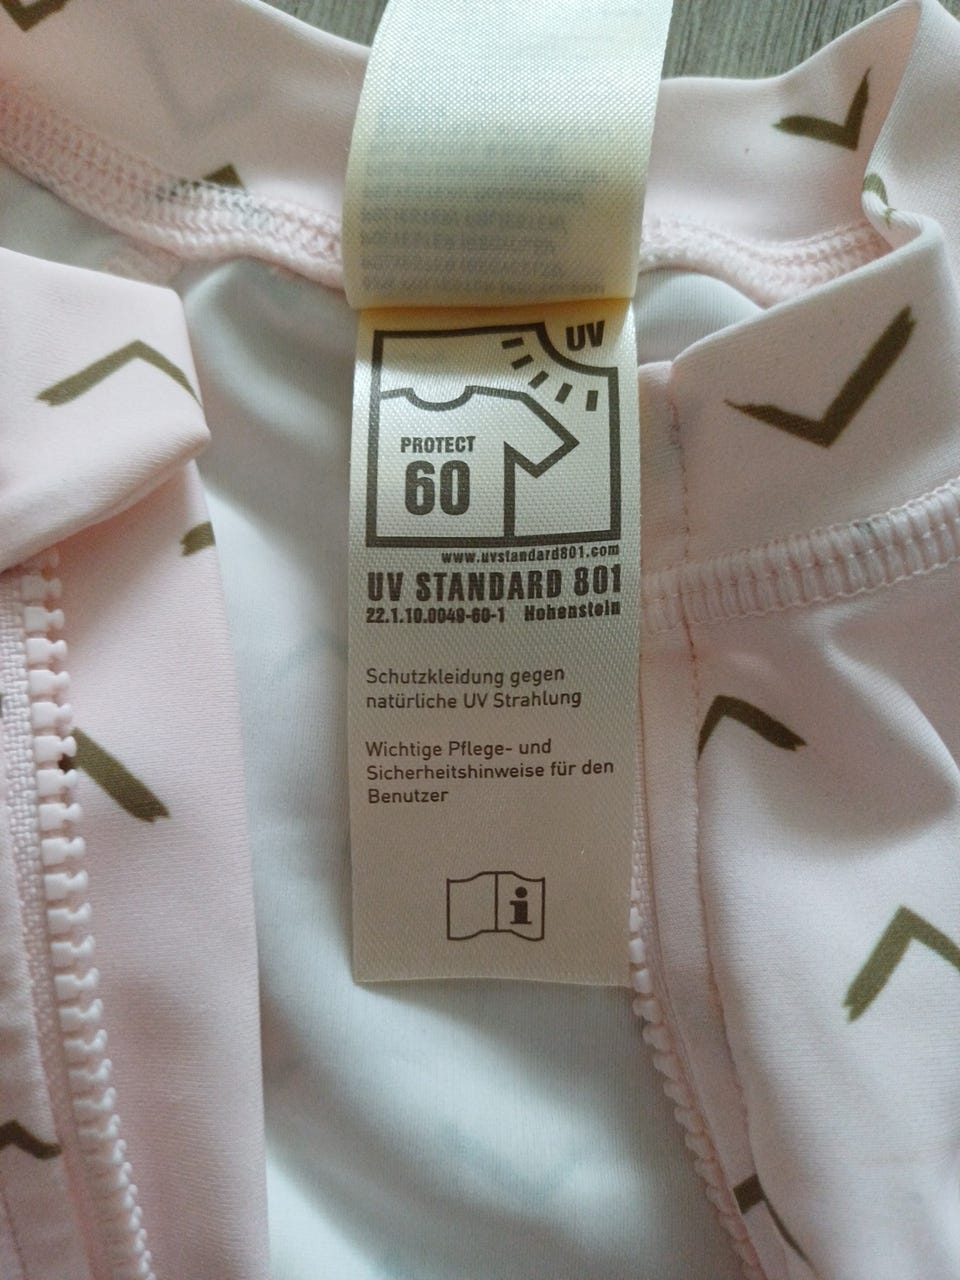 UV
PROTECT
60
www.uvstandard801.com
UV STANDARD 801
22.1.10.0049-60-1 Hohenstein
Schutzkleidung gegen
natürliche UV Strahlung
Wichtige Pflege- und
Sicherheitshinweise für den
Benutzer
i